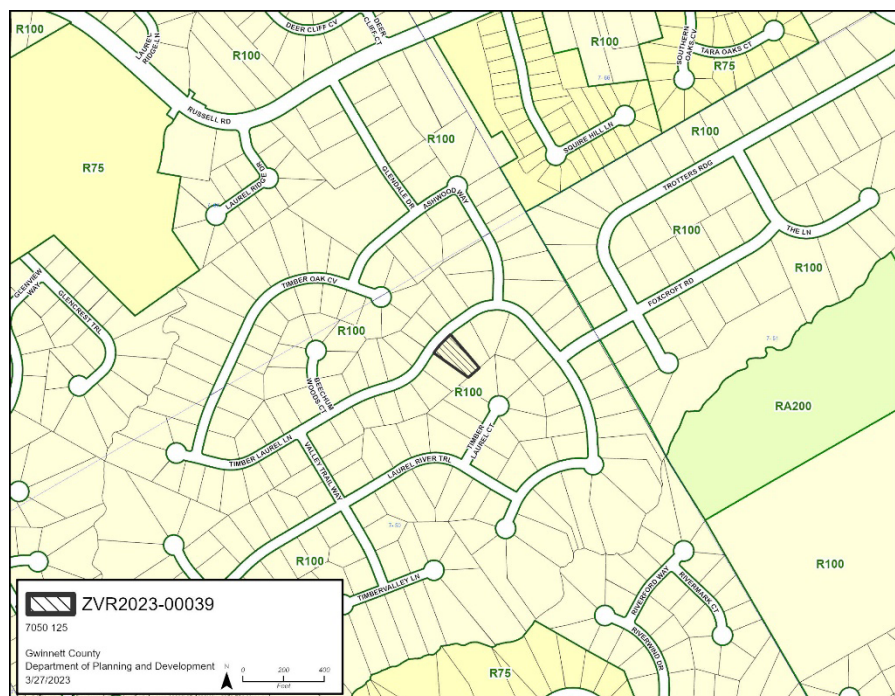 R100
LAUREL
RIDGE LN
DEER CLIFF CV
DEER
CLIFF CT
R100
R100
SOUTHERN
OAKS CV
TARA OAKS CT
R75
RUSSELL RD
R75
SQUIRE HILL LN
R100
R100
GLENDALE DR
TROTTERS RDG
LAUREL RIDGE
DR
ASHWOOD WAY
R100
THE LN
R100
FOXCROFT RD
GLENVIEW
WAY
GLENCREST TRL
TIMBER OAK CV
R100
BEECHUM
WOODS CT
R100
RA200
TIMBER
LAUREL CT
TIMBER LAUREL LN
VALLEY TRAIL WAY
LAUREL RIVER TRL
R100
R100
TIMBERVALLEY LN
RIVERFORD WAY
RIVERMARK CT
RIVERWIND DR
R75
ZVR2023-00039
7050 125
Gwinnett County
Department of Planning and Development
3/27/2023
N
0 200 400
Feet